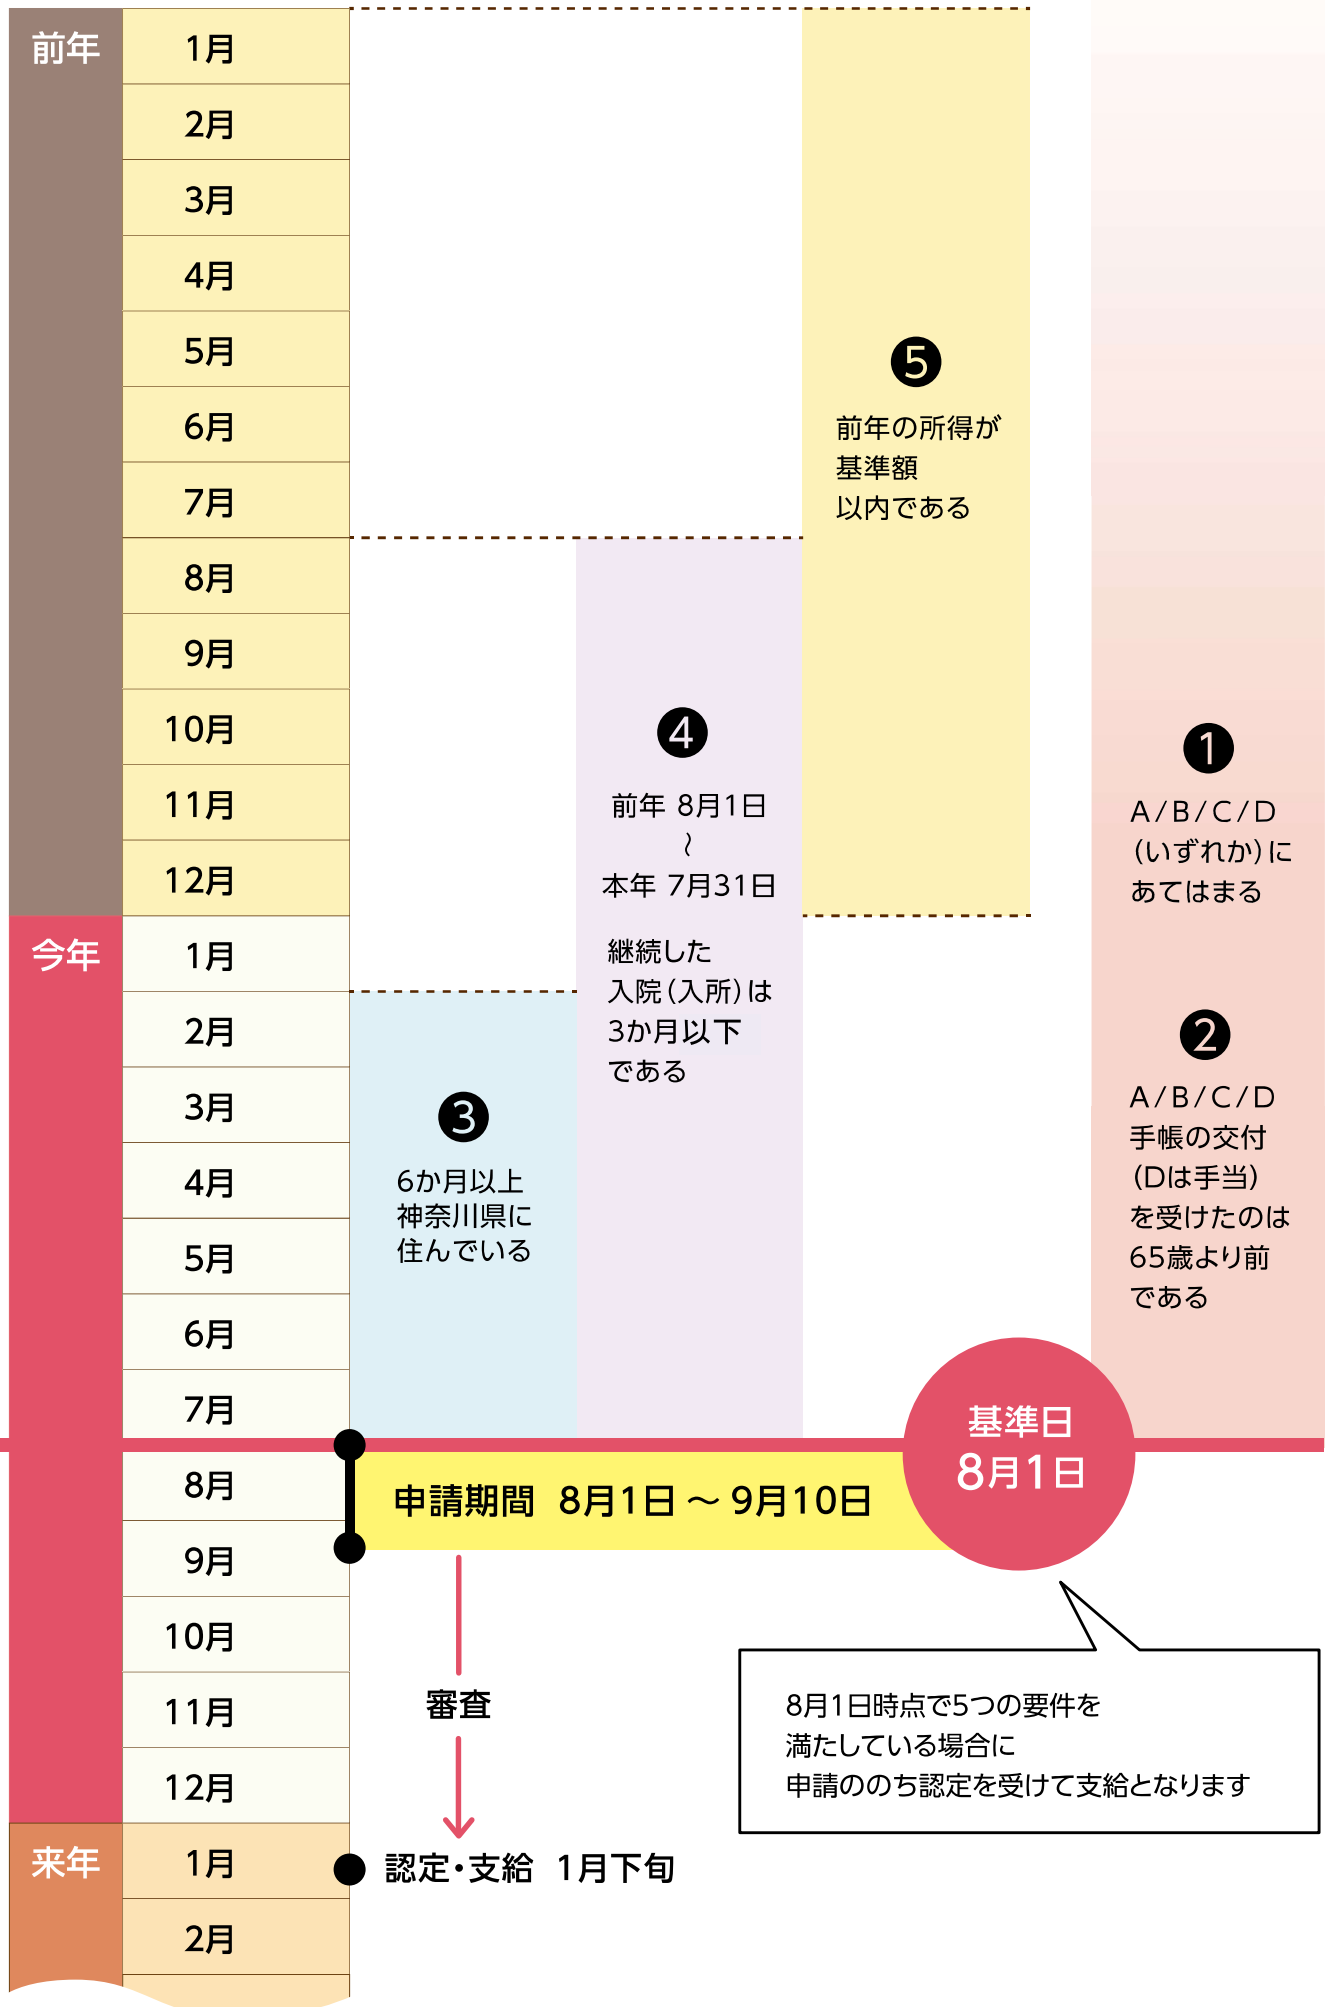 前年
1月
2月
3月
4月
5月
6月
7月
8月
9月
10月
11月
12月
今年
1月
2月
3月
4月
5月
6月
7月
8月
9月
10月
11月
12月
来年
1月
2月
❺
前年の所得が
基準額
以内である
❹
前年 8月1日
〜
本年 7月31日
継続した
入院（入所）は
3か月以下
である
❸
6か月以上
神奈川県に
住んでいる
❶
A/B/C/D
（いずれか）に
あてはまる
❷
A/B/C/D
手帳の交付
（Dは手当）
を受けたのは
65歳より前
である
基準日
8月1日
申請期間 8月1日〜9月10日
審査
認定・支給 1月下旬
8月1日時点で5つの要件を
満たしている場合に
申請ののち認定を受けて支給となります